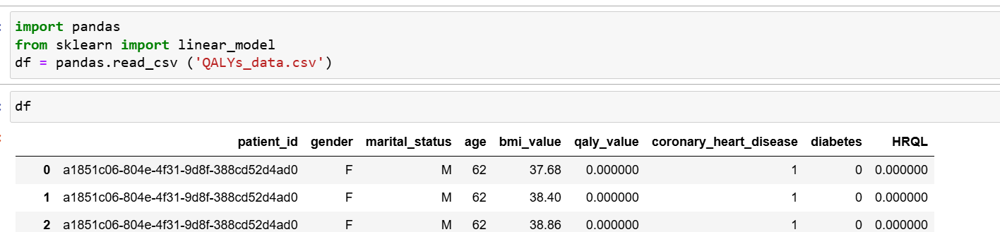 import pandas
from sklearn import linear_model
df = pandas.read_csv ('QALYs_data.csv')
df
patient_id gender marital_status age bmi_value qaly_value coronary_heart_disease diabetes HRQL
0 a1851c06-804e-4f31-9d8f-388cd52d4ad0 F M 62 37.68 0.000000 1 0 0.000000
1 a1851c06-804e-4f31-9d8f-388cd52d4ad0 F M 62 38.40 0.000000 1 0 0.000000
2 a1851c06-804e-4f31-9d8f-388cd52d4ad0 F M 62 38.86 0.000000 1 0 0.000000